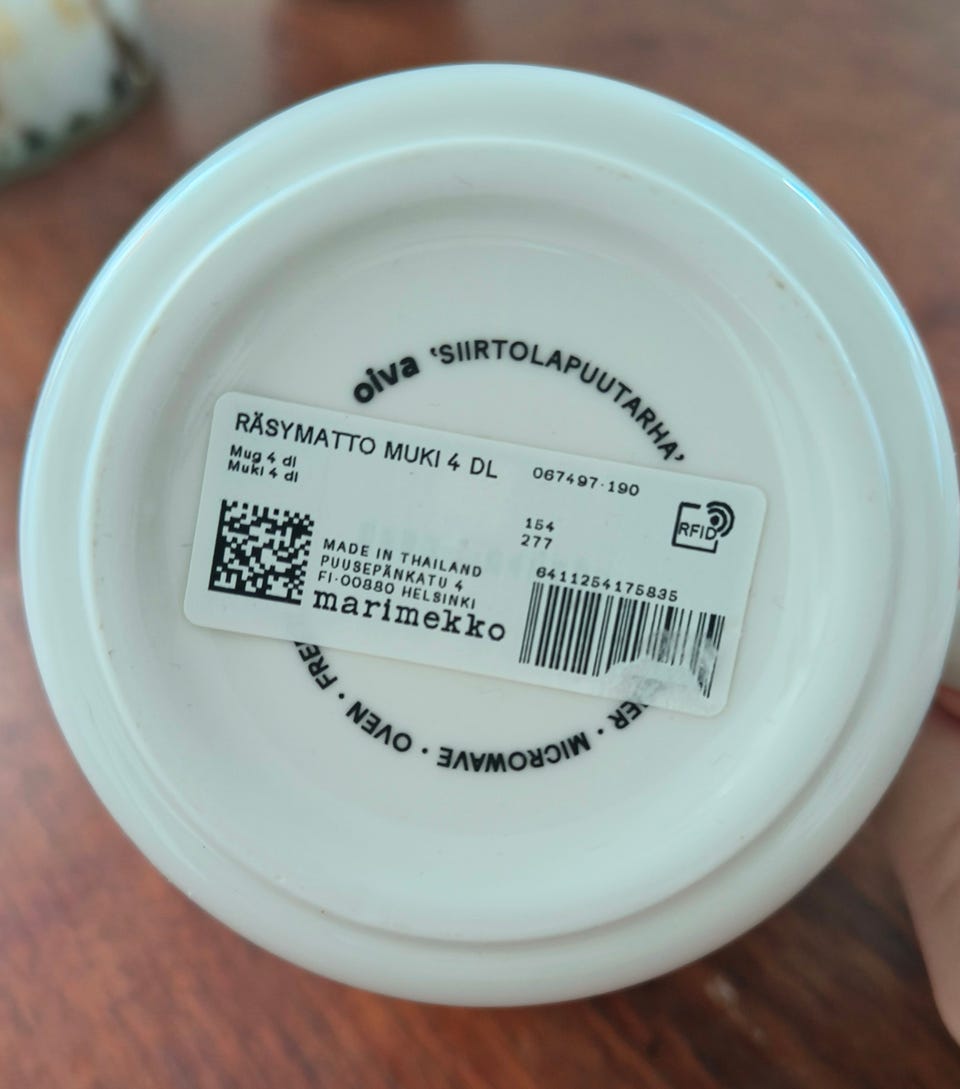 oiva 'SIIRTOLAPUUTARHA'
RÄSYMATTO MUKI 4 DL
067497-190
Mug 4 dl
Muki 4 dl
RFID
154
277
MADE IN THAILAND
PUUSEPÄNKATU 4
FI-00880 HELSINKI
marimekko
6411254175835
· MICROWAVE · OVEN ·